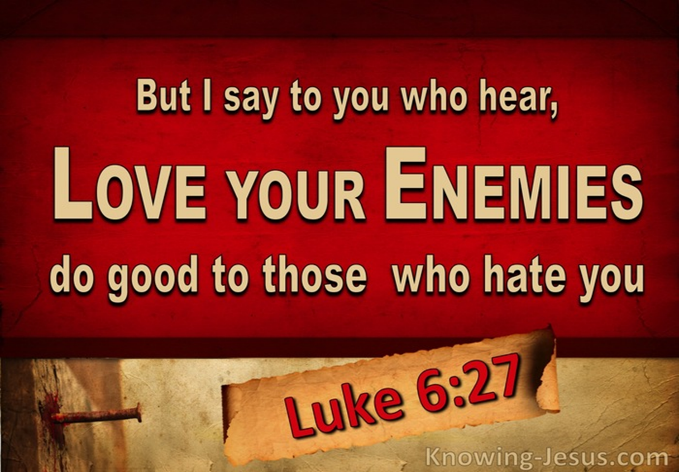 But I say to you who hear,
LOVE YOUR ENEMIES
do good to those who hate you
Luke 6:27
Knowing-Jesus.com